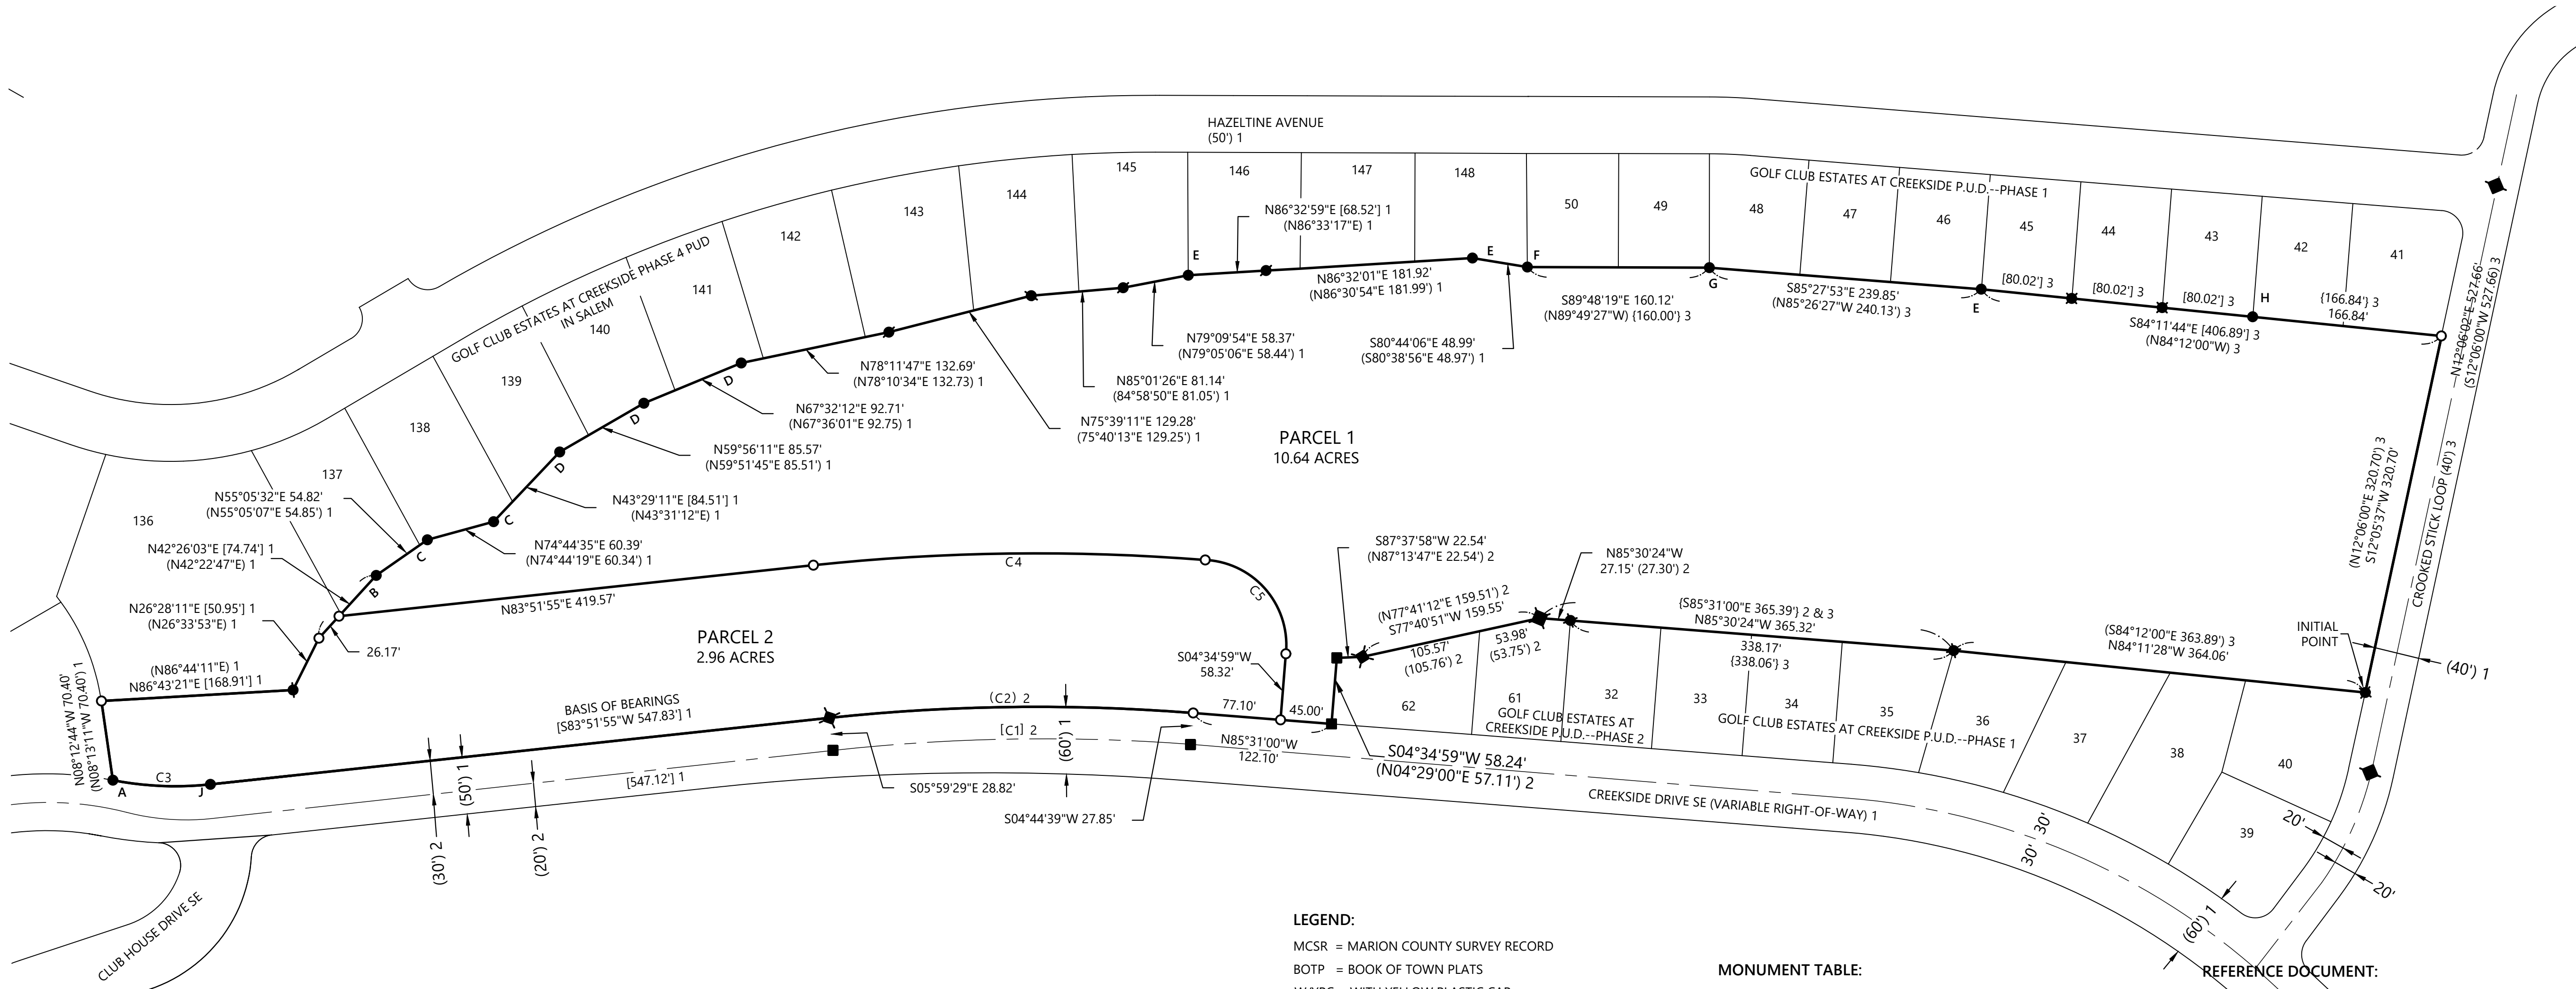 HAZELTINE AVENUE
(50') 1
GOLF CLUB ESTATES AT CREEKSIDE P.U.D.--PHASE 1
145
146
147
148
50
49
48
47
46
45
44
43
42
41
144
143
142
141
140
139
138
137
136
GOLF CLUB ESTATES AT CREEKSIDE PHASE 4 PUD
IN SALEM
N86°32'59"E [68.52'] 1
(N86°33'17"E) 1
E
E
F
G
E
H
N86°32'01"E 181.92'
(N86°30'54"E 181.99') 1
S89°48'19"E 160.12'
(N89°49'27"W) {160.00'} 3
S85°27'53"E 239.85'
(N85°26'27"W 240.13') 3
[80.02'] 3
[80.02'] 3
[80.02'] 3
{166.84'} 3
166.84'
S84°11'44"E [406.89'] 3
(N84°12'00"W) 3
N12°06'02"E 527.66'
(S12°06'00"W 527.66) 3
N79°09'54"E 58.37'
(N79°05'06"E 58.44') 1
S80°44'06"E 48.99'
(S80°38'56"E 48.97') 1
N78°11'47"E 132.69'
(N78°10'34"E 132.73) 1
N85°01'26"E 81.14'
(84°58'50"E 81.05') 1
N67°32'12"E 92.71'
(N67°36'01"E 92.75) 1
N75°39'11"E 129.28'
(75°40'13"E 129.25') 1
D
D
D
N59°56'11"E 85.57'
(N59°51'45"E 85.51') 1
PARCEL 1
10.64 ACRES
N55°05'32"E 54.82'
(N55°05'07"E 54.85') 1
N43°29'11"E [84.51'] 1
(N43°31'12"E) 1
C
C
N42°26'03"E [74.74'] 1
(N42°22'47"E) 1
N74°44'35"E 60.39'
(N74°44'19"E 60.34') 1
B
(N12°06'00"E 320.70') 3
S12°05'37"W 320.70'
CROOKED STICK LOOP (40') 3
S87°37'58"W 22.54'
(N87°13'47"E 22.54') 2
N85°30'24"W
27.15' (27.30') 2
C4
C5
N83°51'55"E 419.57'
N26°28'11"E [50.95'] 1
(N26°33'53"E) 1
26.17'
PARCEL 2
2.96 ACRES
(N77°41'12"E 159.51') 2
S77°40'51"W 159.55'
105.57'
(105.76') 2
53.98'
(53.75') 2
{S85°31'00"E 365.39'} 2 & 3
N85°30'24"W 365.32'
338.17'
{338.06'} 3
(S84°12'00"E 363.89') 3
N84°11'28"W 364.06'
INITIAL
POINT
(40') 1
(N86°44'11"E) 1
N86°43'21"E [168.91'] 1
S04°34'59"W
58.32'
N08°12'44"W 70.40'
(N08°13'11"W 70.40') 1
BASIS OF BEARINGS
[S83°51'55"W 547.83'] 1
(C2) 2
[C1] 2
(60') 1
77.10'
45.00'
N85°31'00"W
122.10'
62
61
32
33
34
35
36
37
38
40
39
GOLF CLUB ESTATES AT
CREEKSIDE P.U.D.--PHASE 2
GOLF CLUB ESTATES AT CREEKSIDE P.U.D.--PHASE 1
S04°34'59"W 58.24'
(N04°29'00"E 57.11') 2
A
C3
J
(50') 1
[547.12'] 1
(30') 2
(20') 2
S05°59'29"E 28.82'
S04°44'39"W 27.85'
CREEKSIDE DRIVE SE (VARIABLE RIGHT-OF-WAY) 1
30'
30'
20'
20'
(60') 1
CLUB HOUSE DRIVE SE
LEGEND:
MCSR = MARION COUNTY SURVEY RECORD
BOTP = BOOK OF TOWN PLATS
MONUMENT TABLE:
REFERENCE DOCUMENT: